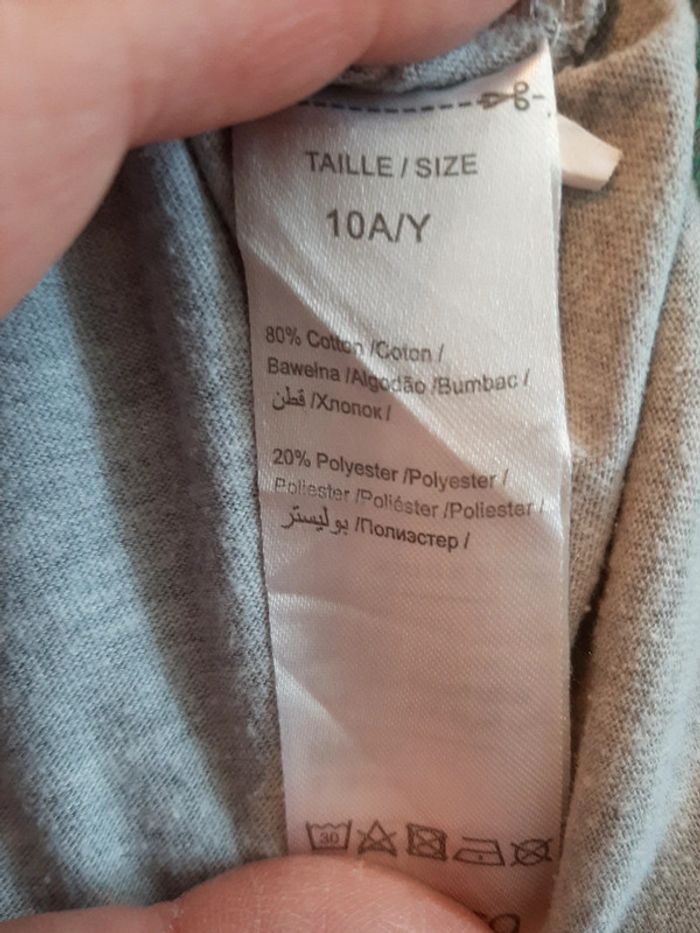 TAILLE / SIZE
10A/Y
80% Cotton /Coton /
Bawełna /Algodão /Bumbac /
قطن /Хлопок /
20% Polyester /Polyester /
Poliester /Poliéster /Poliester /
بوليستر /Полиэстер /
30